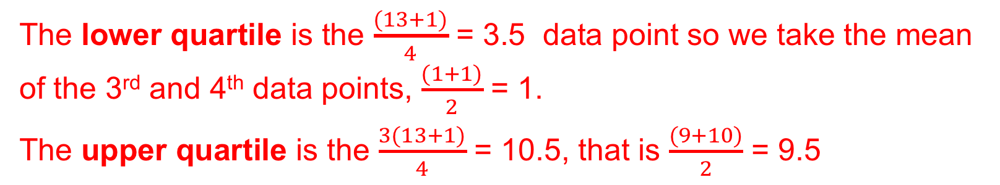 The lower quartile is the (13+1)/4 = 3.5 data point so we take the mean
of the 3rd and 4th data points, (1+1)/2 = 1.
The upper quartile is the 3(13+1)/4 = 10.5, that is (9+10)/2 = 9.5